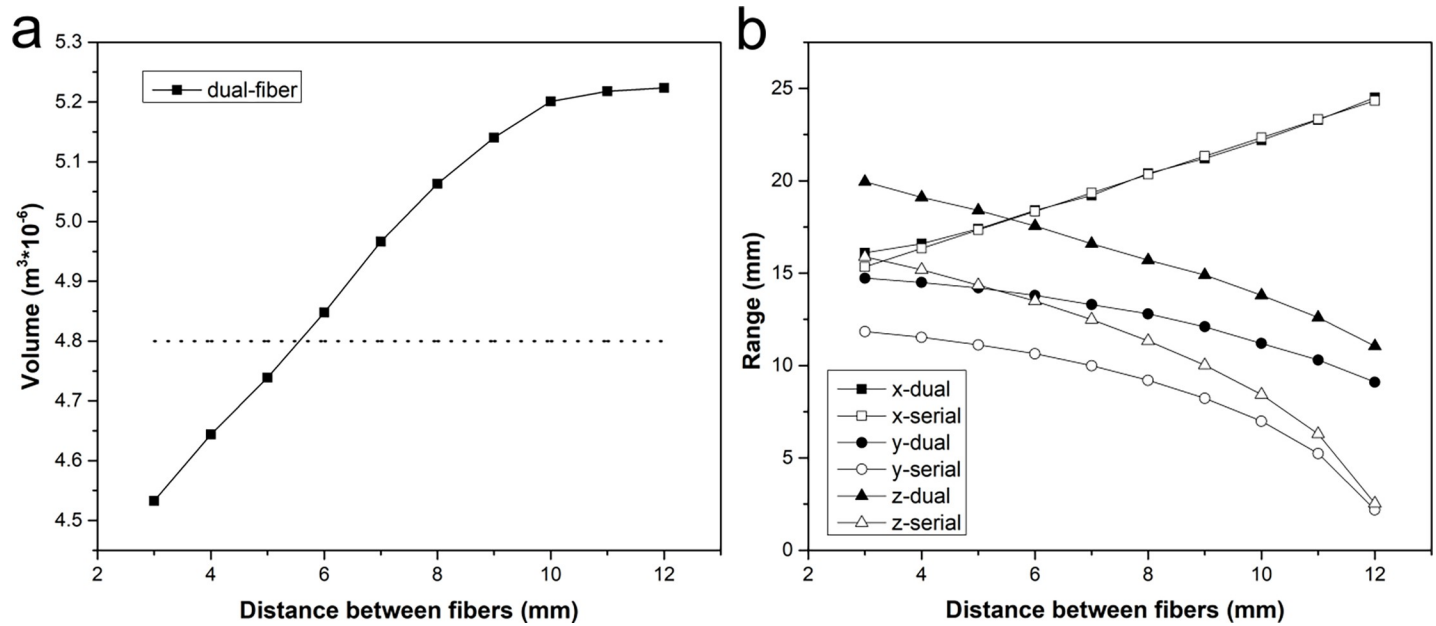 a
5.3
5.2
5.1
5.0
4.9
4.8
4.7
4.6
4.5
Volume (m³*10⁻⁶)
dual-fiber
2 4 6 8 10 12
Distance between fibers (mm)
b
25
20
15
10
5
0
Range (mm)
x-dual
x-serial
y-dual
y-serial
z-dual
z-serial
2 4 6 8 10 12
Distance between fibers (mm)